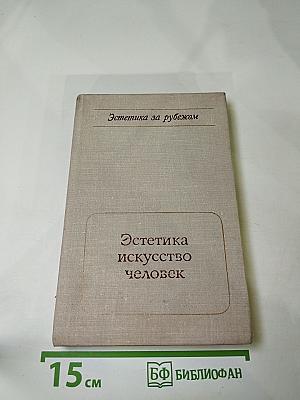 Эстетика за рубежом
Эстетика
искусство
человек
15 см
БФ БИБЛИОФАН